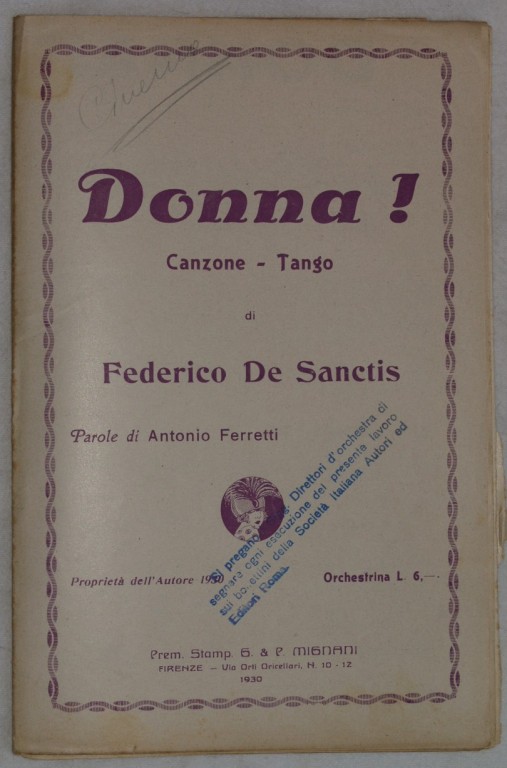 Donna !
Canzone - Tango
di
Federico De Sanctis
Parole di Antonio Ferretti
Si pregano Direttori d'orchestra di
segnare ogni esecuzione del presente lavoro
sui bollettini della Società Italiana Autori ed
Editori Roma.
Proprietà dell'Autore 1930
Orchestrina L. 6,—.
Prem. Stamp. G. & P. MIGNANI
FIRENZE — Via Orti Oricellari, N. 10 - 12
1930